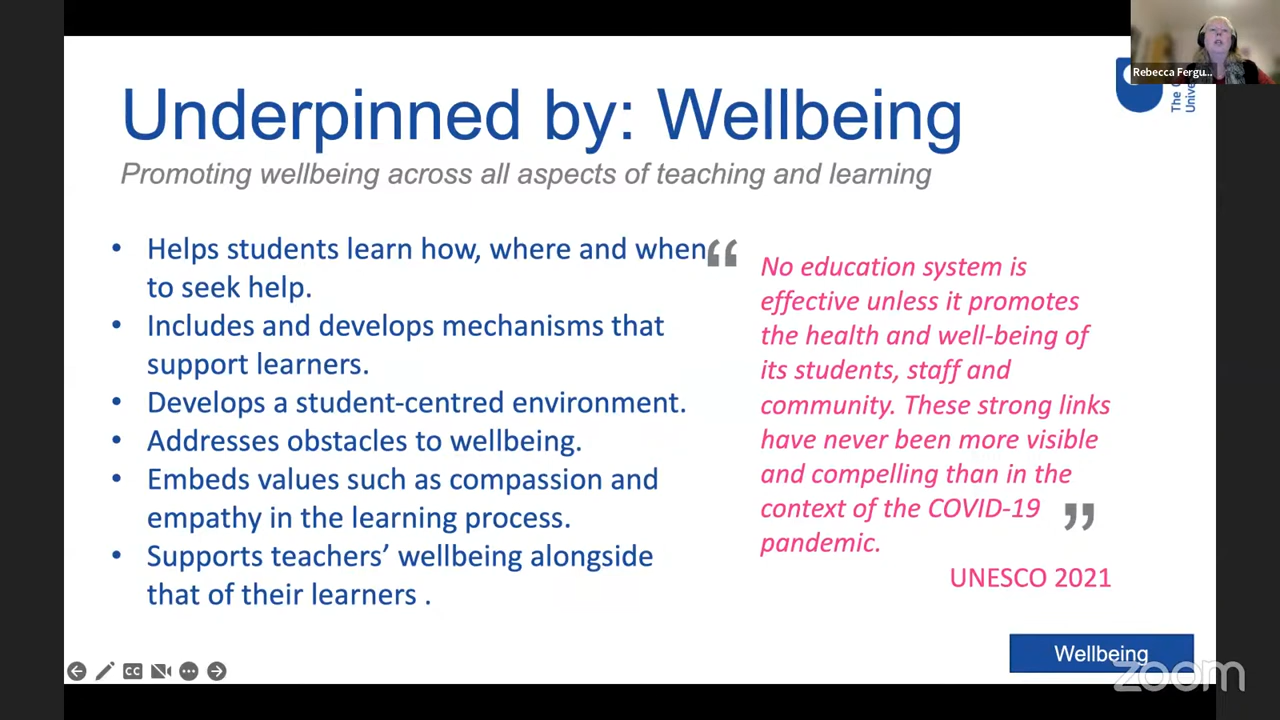 Rebecca Fergu...
Underpinned by: Wellbeing
Promoting wellbeing across all aspects of teaching and learning
• Helps students learn how, where and when
to seek help.
• Includes and develops mechanisms that
support learners.
• Develops a student-centred environment.
• Addresses obstacles to wellbeing.
• Embeds values such as compassion and
empathy in the learning process.
• Supports teachers’ wellbeing alongside
that of their learners .
“
No education system is
effective unless it promotes
the health and well-being of
its students, staff and
community. These strong links
have never been more visible
and compelling than in the
context of the COVID-19 ”
pandemic.
UNESCO 2021
Wellbeing
CC
zoom